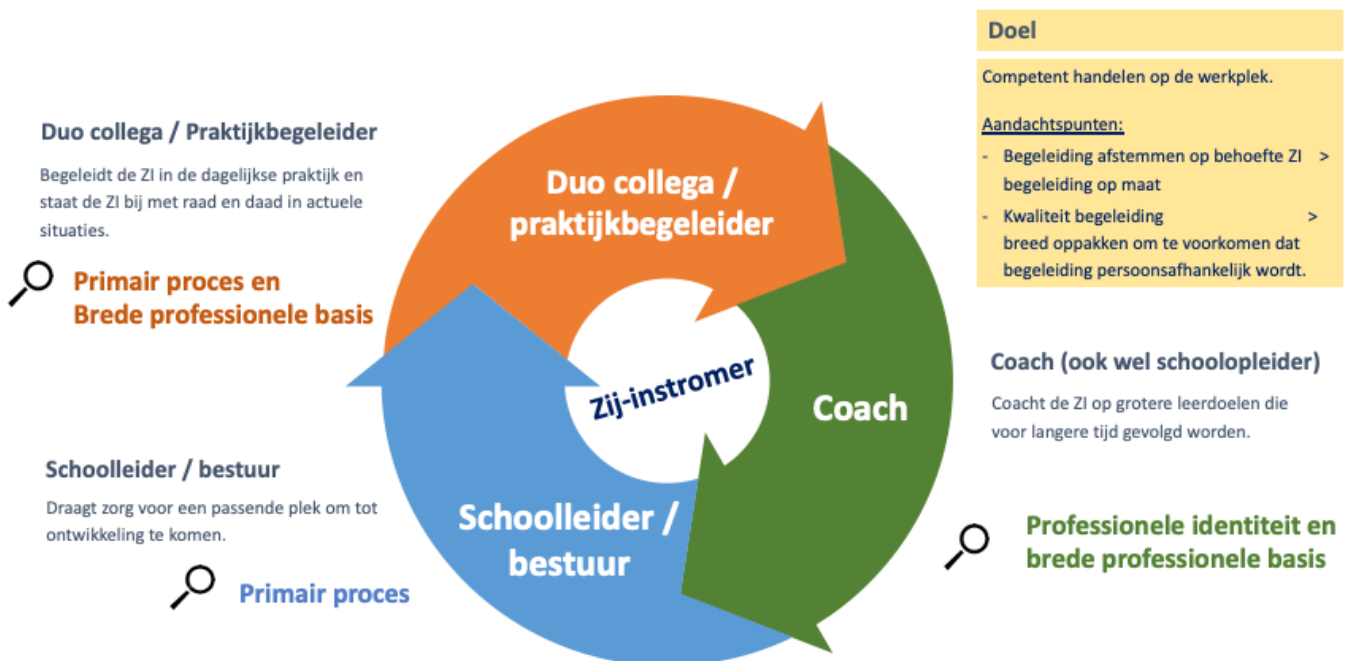 Doel
Competent handelen op de werkplek.
Aandachtspunten:
- Begeleiding afstemmen op behoefte ZI >
begeleiding op maat
- Kwaliteit begeleiding >
breed oppakken om te voorkomen dat
begeleiding persoonsafhankelijk wordt.
Duo collega / Praktijkbegeleider
Begeleidt de ZI in de dagelijkse praktijk en
staat de ZI bij met raad en daad in actuele
situaties.
Primair proces en
Brede professionele basis
Duo collega /
praktijkbegeleider
Zij-instromer
Coach
Schoolleider /
bestuur
Coach (ook wel schoolopleider)
Coacht de ZI op grotere leerdoelen die
voor langere tijd gevolgd worden.
Professionele identiteit en
brede professionele basis
Schoolleider / bestuur
Draagt zorg voor een passende plek om tot
ontwikkeling te komen.
Primair proces